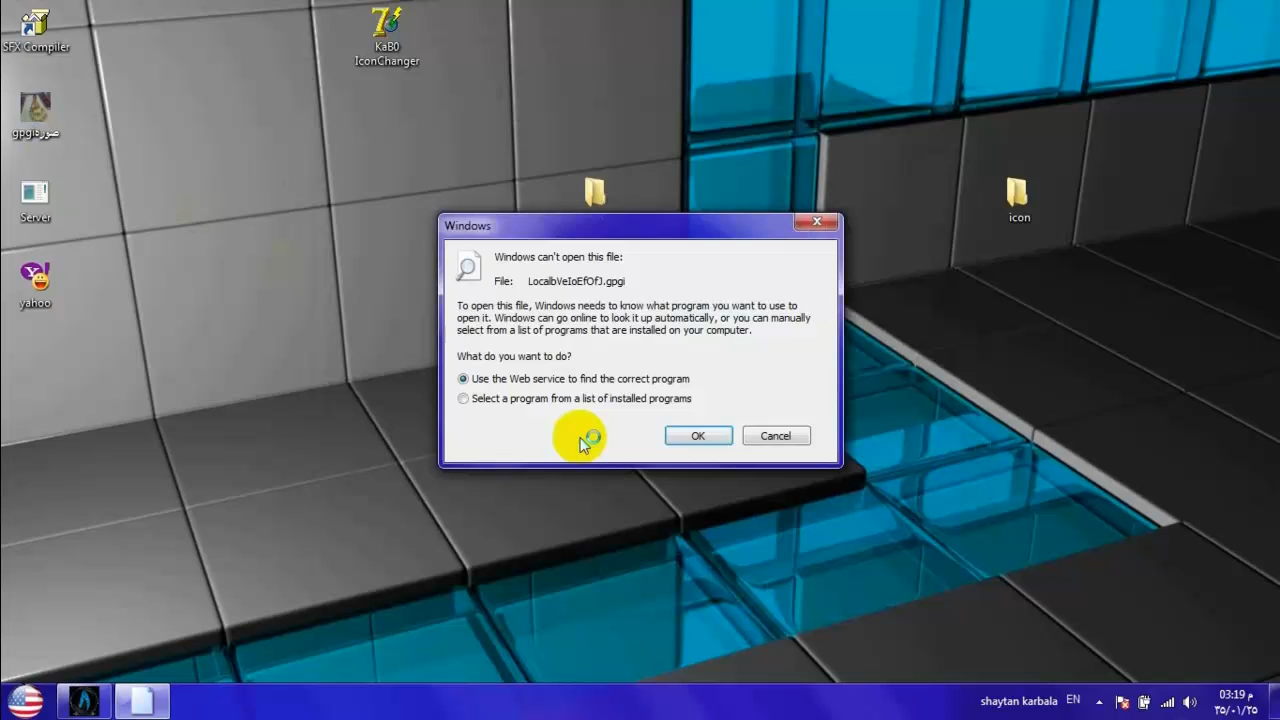 SFX Compiler
KaB0
IconChanger
صورهgpgi
Server
icon
yahoo
Windows
Windows can't open this file:
File: LocalbVeIoEfOfJ.gpgi
To open this file, Windows needs to know what program you want to use to
open it. Windows can go online to look it up automatically, or you can manually
select from a list of programs that are installed on your computer.
What do you want to do?
Use the Web service to find the correct program
Select a program from a list of installed programs
OK
Cancel
shaytan karbala
EN
03:19 م
٣٥/٠١/٢٥